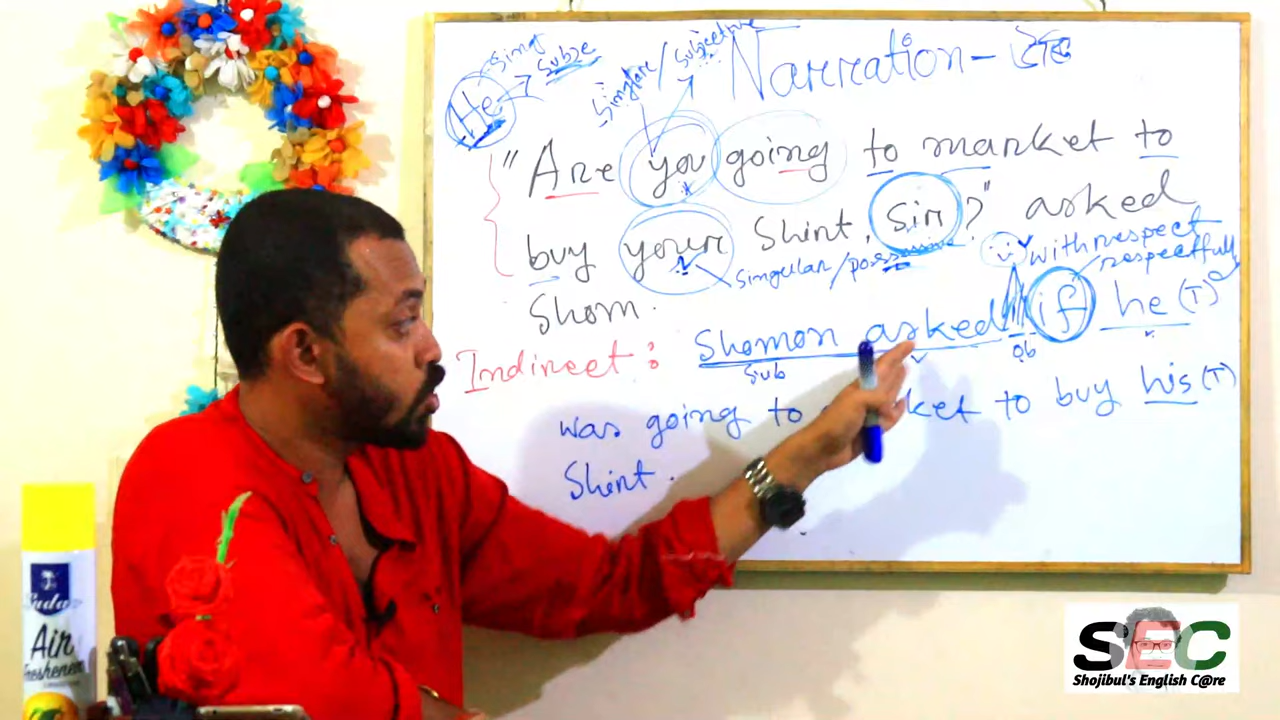 Narration -
Sing
He
Subje
Singular / Subjective
"Are you going to market to
buy your Shirt, Sir?" asked
Singular/possessive
with respect
respectfully
Shom.
Indirect : Shomon asked if he (T)
Sub
Ob
was going to market to buy his (T)
Shirt.
Air
Freshener
SEC
Shojibul's English C@re